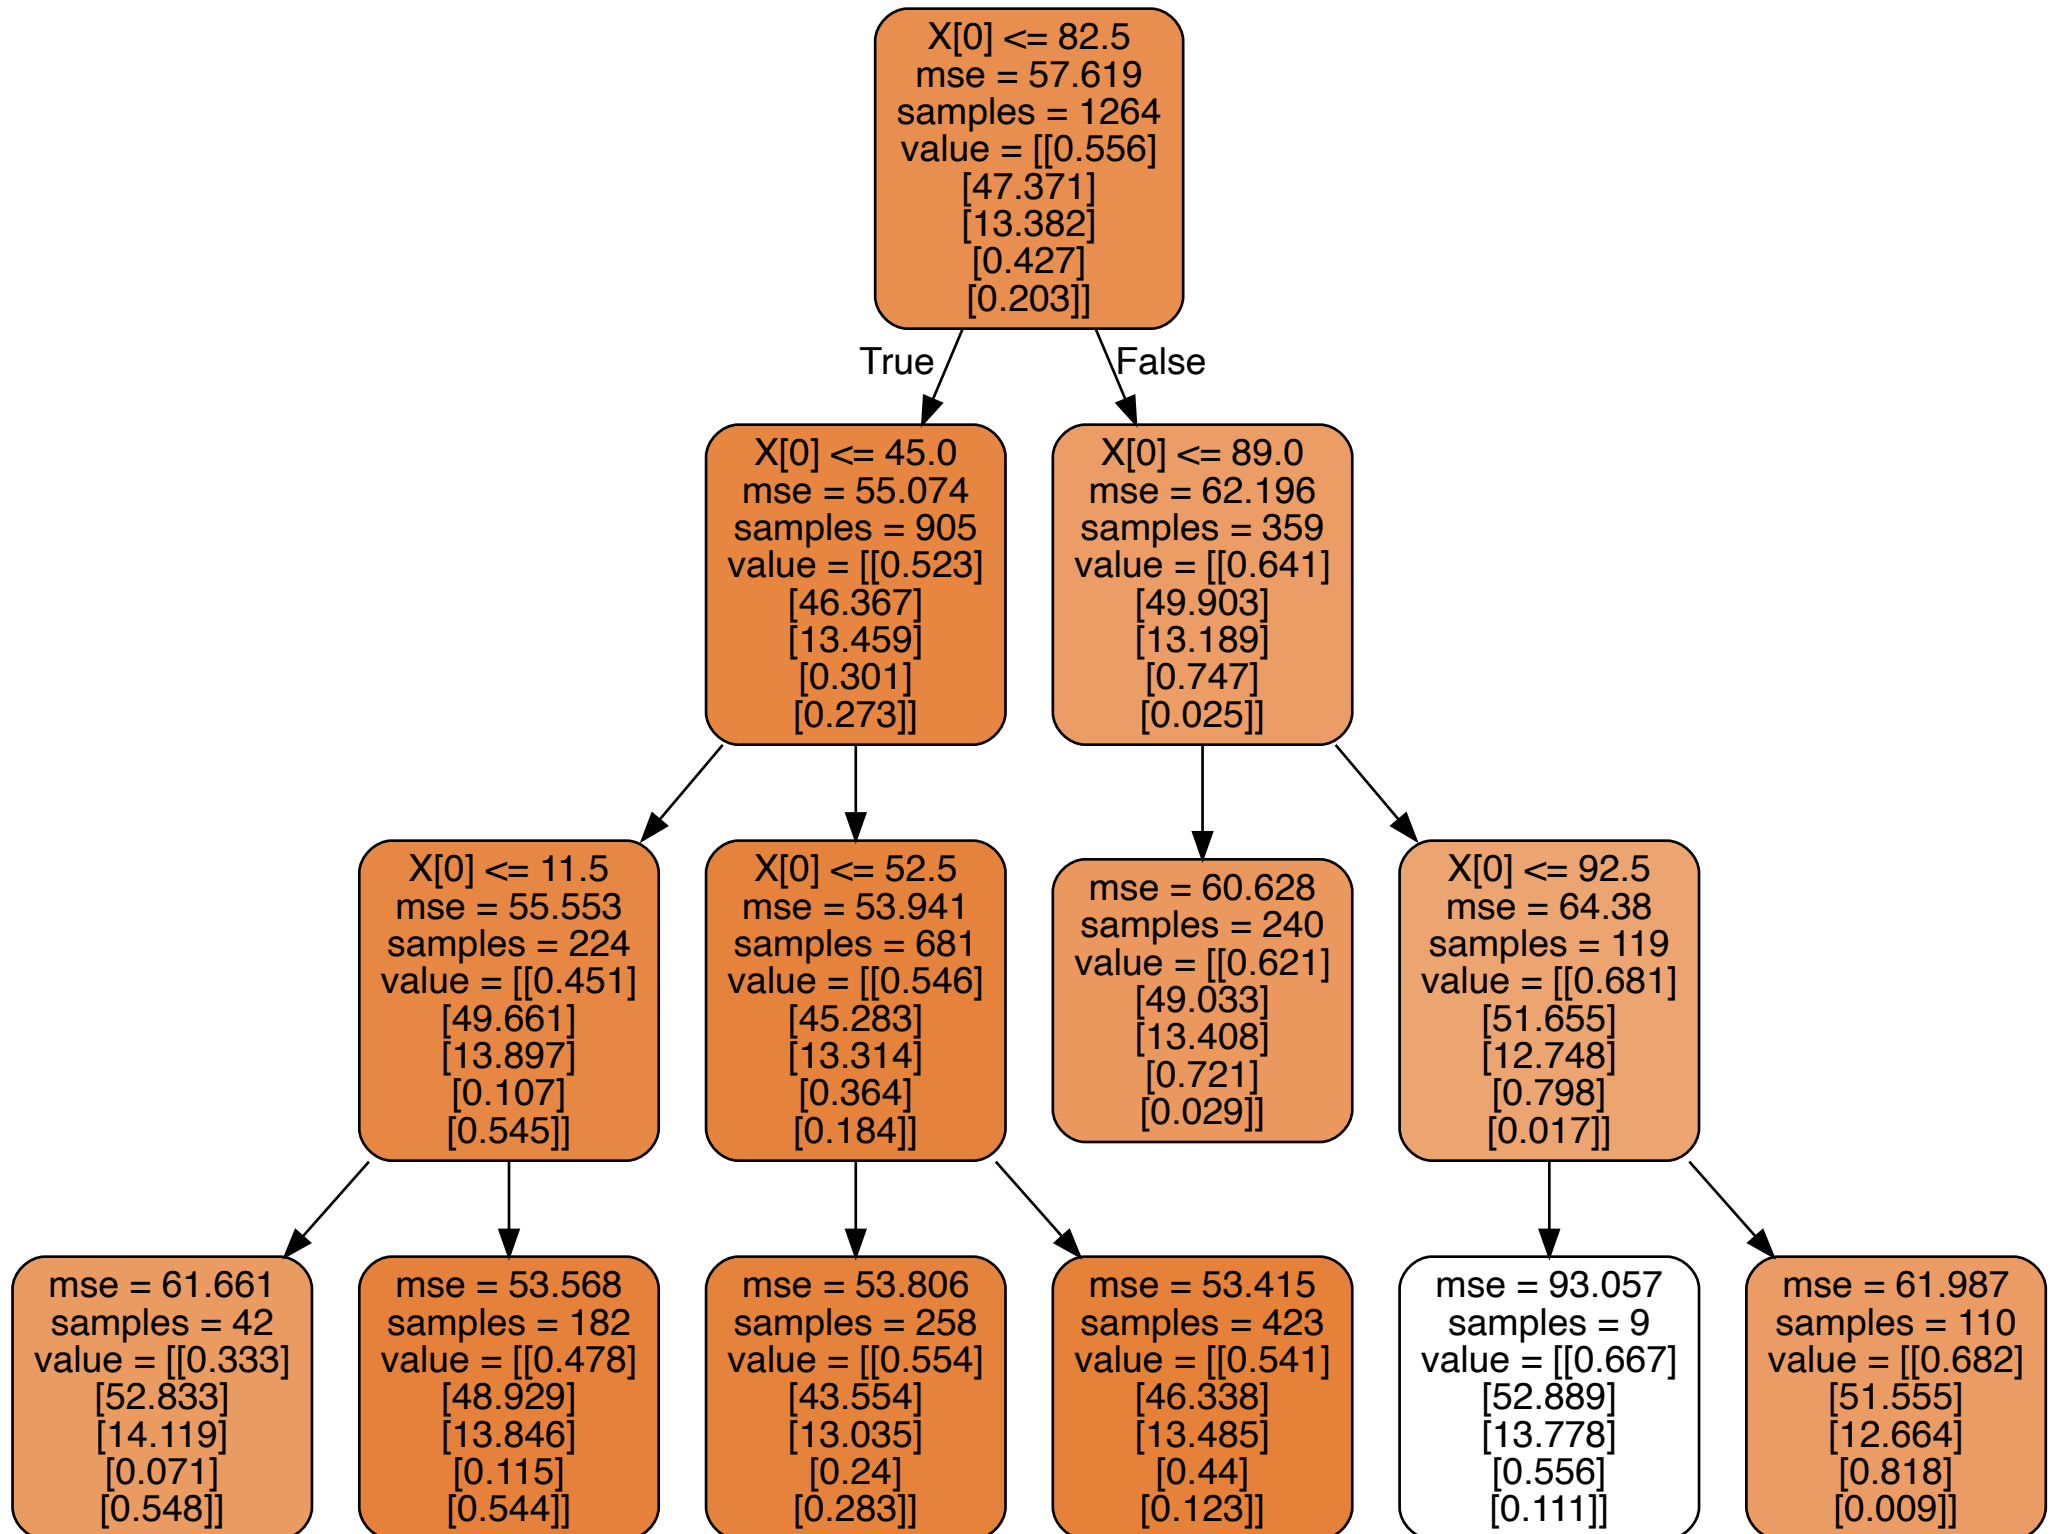 X[0] <= 82.5
mse = 57.619
samples = 1264
value = [[0.556]
[47.371]
[13.382]
[0.427]
[0.203]]
True
False
X[0] <= 45.0
mse = 55.074
samples = 905
value = [[0.523]
[46.367]
[13.459]
[0.301]
[0.273]]
X[0] <= 89.0
mse = 62.196
samples = 359
value = [[0.641]
[49.903]
[13.189]
[0.747]
[0.025]]
X[0] <= 11.5
mse = 55.553
samples = 224
value = [[0.451]
[49.661]
[13.897]
[0.107]
[0.545]]
X[0] <= 52.5
mse = 53.941
samples = 681
value = [[0.546]
[45.283]
[13.314]
[0.364]
[0.184]]
mse = 60.628
samples = 240
value = [[0.621]
[49.033]
[13.408]
[0.721]
[0.029]]
X[0] <= 92.5
mse = 64.38
samples = 119
value = [[0.681]
[51.655]
[12.748]
[0.798]
[0.017]]
mse = 61.661
samples = 42
value = [[0.333]
[52.833]
[14.119]
[0.071]
[0.548]]
mse = 53.568
samples = 182
value = [[0.478]
[48.929]
[13.846]
[0.115]
[0.544]]
mse = 53.806
samples = 258
value = [[0.554]
[43.554]
[13.035]
[0.24]
[0.283]]
mse = 53.415
samples = 423
value = [[0.541]
[46.338]
[13.485]
[0.44]
[0.123]]
mse = 93.057
samples = 9
value = [[0.667]
[52.889]
[13.778]
[0.556]
[0.111]]
mse = 61.987
samples = 110
value = [[0.682]
[51.555]
[12.664]
[0.818]
[0.009]]